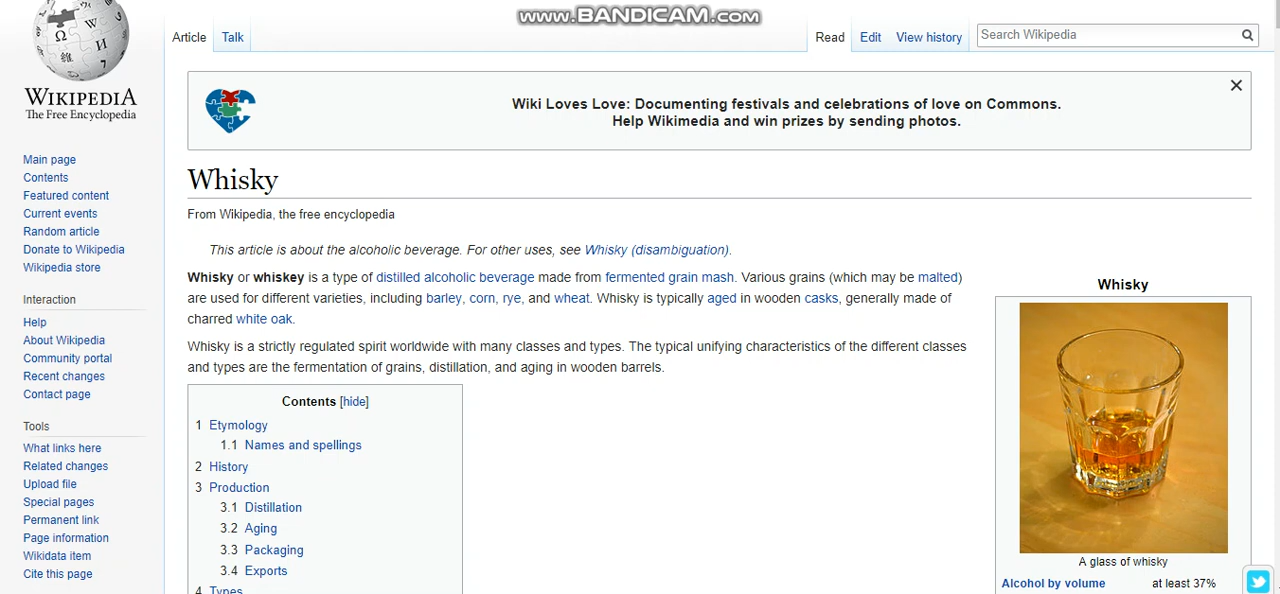 www.BANDICAM.com
WIKIPEDIA
The Free Encyclopedia
Main page
Contents
Featured content
Current events
Random article
Donate to Wikipedia
Wikipedia store
Interaction
Help
About Wikipedia
Community portal
Recent changes
Contact page
Tools
What links here
Related changes
Upload file
Special pages
Permanent link
Page information
Wikidata item
Cite this page
Article Talk
Read Edit View history
Search Wikipedia
Wiki Loves Love: Documenting festivals and celebrations of love on Commons.
Help Wikimedia and win prizes by sending photos.
Whisky
From Wikipedia, the free encyclopedia
This article is about the alcoholic beverage. For other uses, see Whisky (disambiguation).
Whisky or whiskey is a type of distilled alcoholic beverage made from fermented grain mash. Various grains (which may be malted)
are used for different varieties, including barley, corn, rye, and wheat. Whisky is typically aged in wooden casks, generally made of
charred white oak.
Whisky is a strictly regulated spirit worldwide with many classes and types. The typical unifying characteristics of the different classes
and types are the fermentation of grains, distillation, and aging in wooden barrels.
Contents [hide]
1 Etymology
1.1 Names and spellings
2 History
3 Production
3.1 Distillation
3.2 Aging
3.3 Packaging
3.4 Exports
4 Types
Whisky
A glass of whisky
Alcohol by volume at least 37%